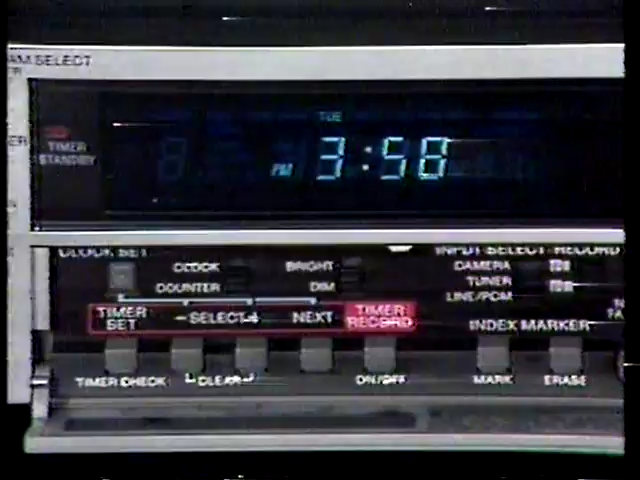 AM SELECT
TUE
TIMER
STANDBY
PM 3:58
CLOCK SET
INPUT SELECT RECORD
CLOCK
BRIGHT
CAMERA
COUNTER
DIM
TUNER
LINE/PCM
TIMER
SET
-SELECT+
NEXT
TIMER
RECORD
INDEX MARKER
TIMER CHECK
CLEAR
ON/OFF
MARK
ERASE